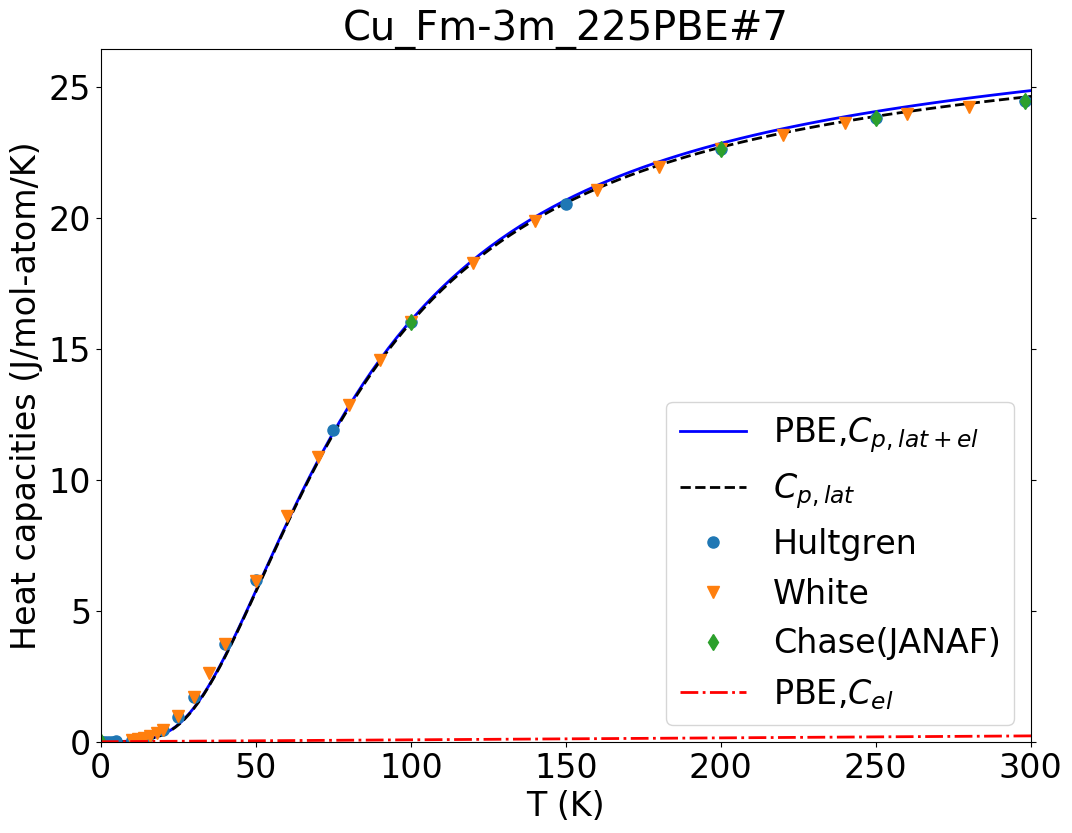 Cu_Fm-3m_225PBE#7
Heat capacities (J/mol-atom/K)
25
20
15
10
5
0
PBE,C_{p,lat+el}
C_{p,lat}
Hultgren
White
Chase(JANAF)
PBE,C_{el}
0 50 100 150 200 250 300
T (K)